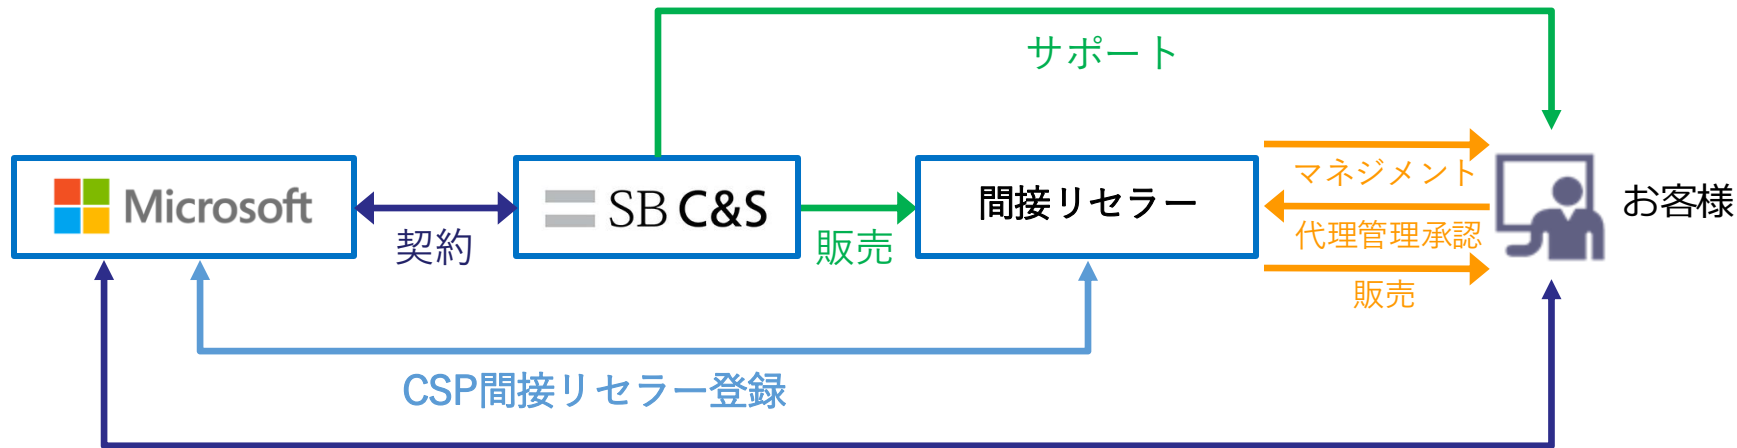 サポート
Microsoft
契約
SB C&S
販売
間接リセラー
マネジメント
代理管理承認
販売
お客様
CSP間接リセラー登録